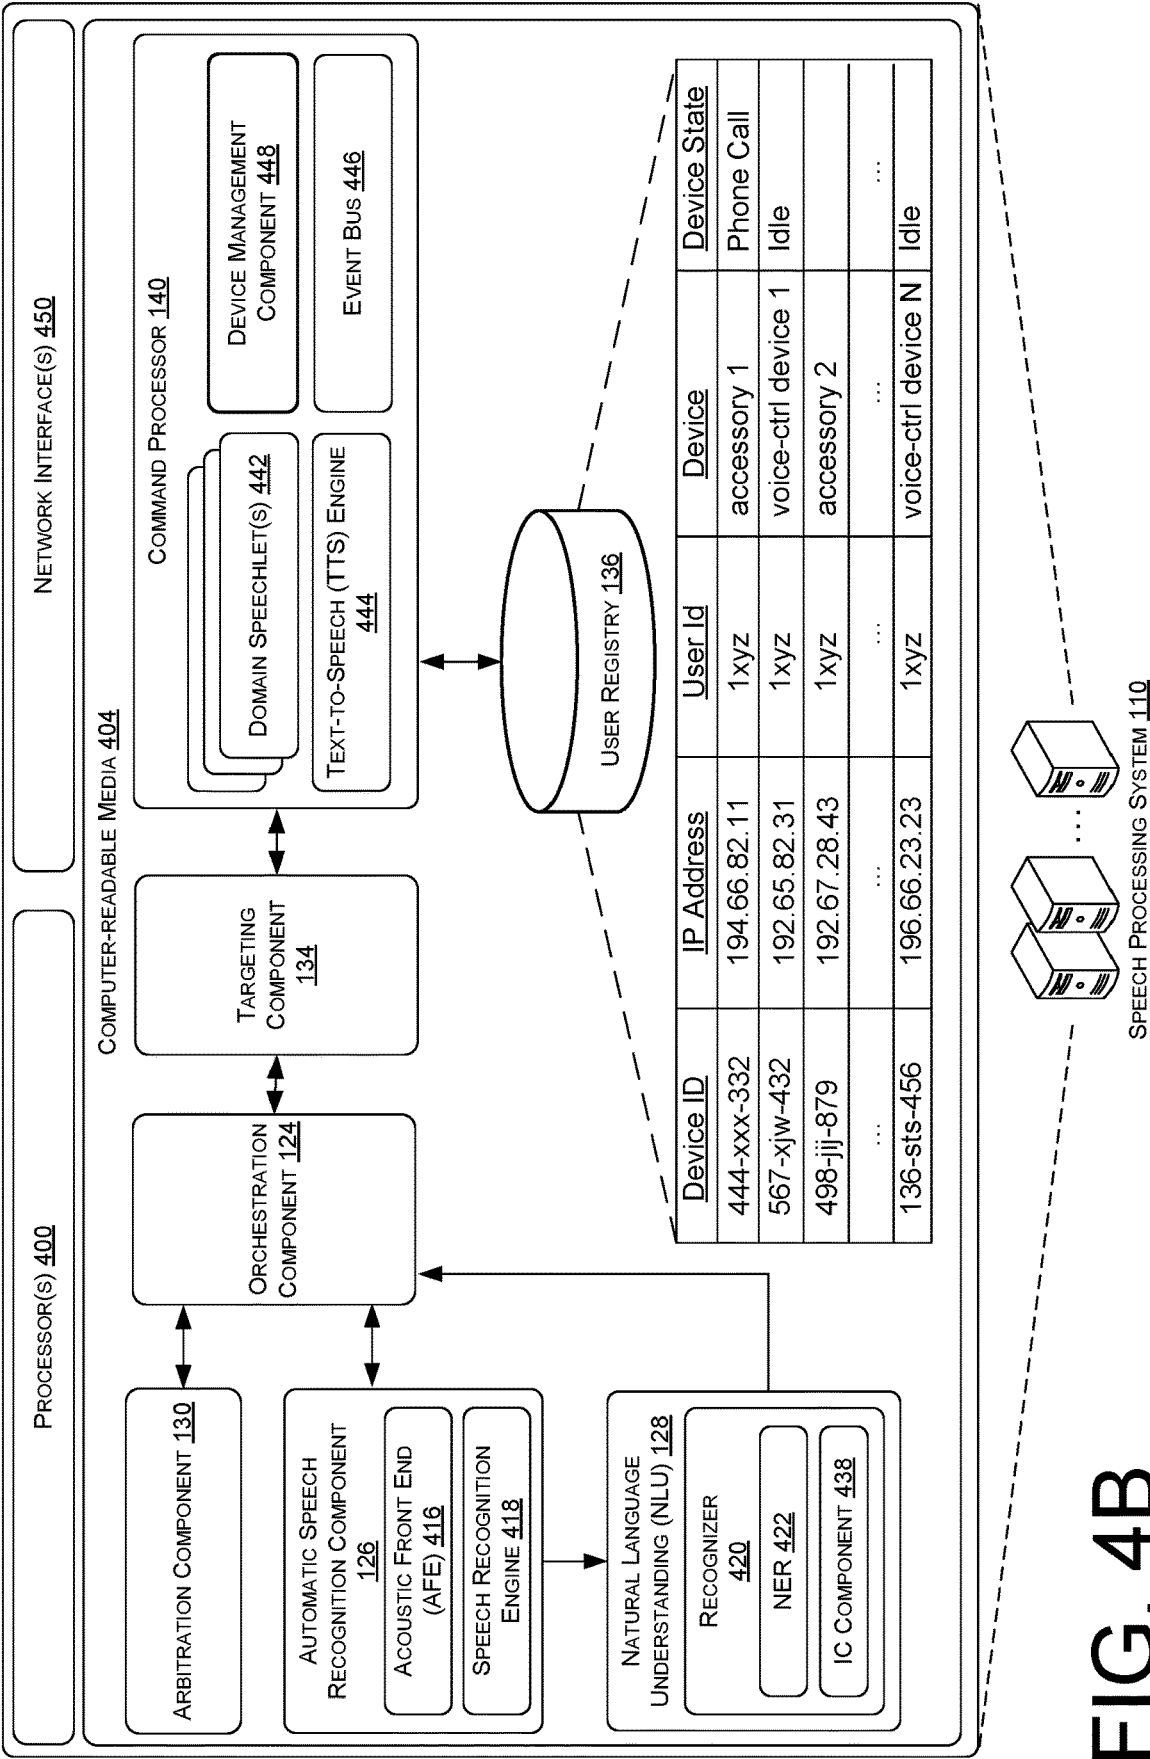 PROCESSOR(S) 400
NETWORK INTERFACE(S) 450
COMPUTER-READABLE MEDIA 404
ARBITRATION COMPONENT 130
AUTOMATIC SPEECH
RECOGNITION COMPONENT
126
ACOUSTIC FRONT END
(AFE) 416
SPEECH RECOGNITION
ENGINE 418
NATURAL LANGUAGE
UNDERSTANDING (NLU) 128
RECOGNIZER
420
NER 422
IC COMPONENT 438
ORCHESTRATION
COMPONENT 124
TARGETING
COMPONENT
134
COMMAND PROCESSOR 140
DOMAIN SPEECHLET(S) 442
DEVICE MANAGEMENT
COMPONENT 448
TEXT-TO-SPEECH (TTS) ENGINE
444
EVENT BUS 446
USER REGISTRY 136
Device ID IP Address User Id Device Device State
444-xxx-332 194.66.82.11 1xyz accessory 1 Phone Call
567-xjw-432 192.65.82.31 1xyz voice-ctrl device 1 Idle
498-jij-879 192.67.28.43 1xyz accessory 2
... ... ... ... ...
136-sts-456 196.66.23.23 1xyz voice-ctrl device N Idle
...
SPEECH PROCESSING SYSTEM 110
FIG. 4B